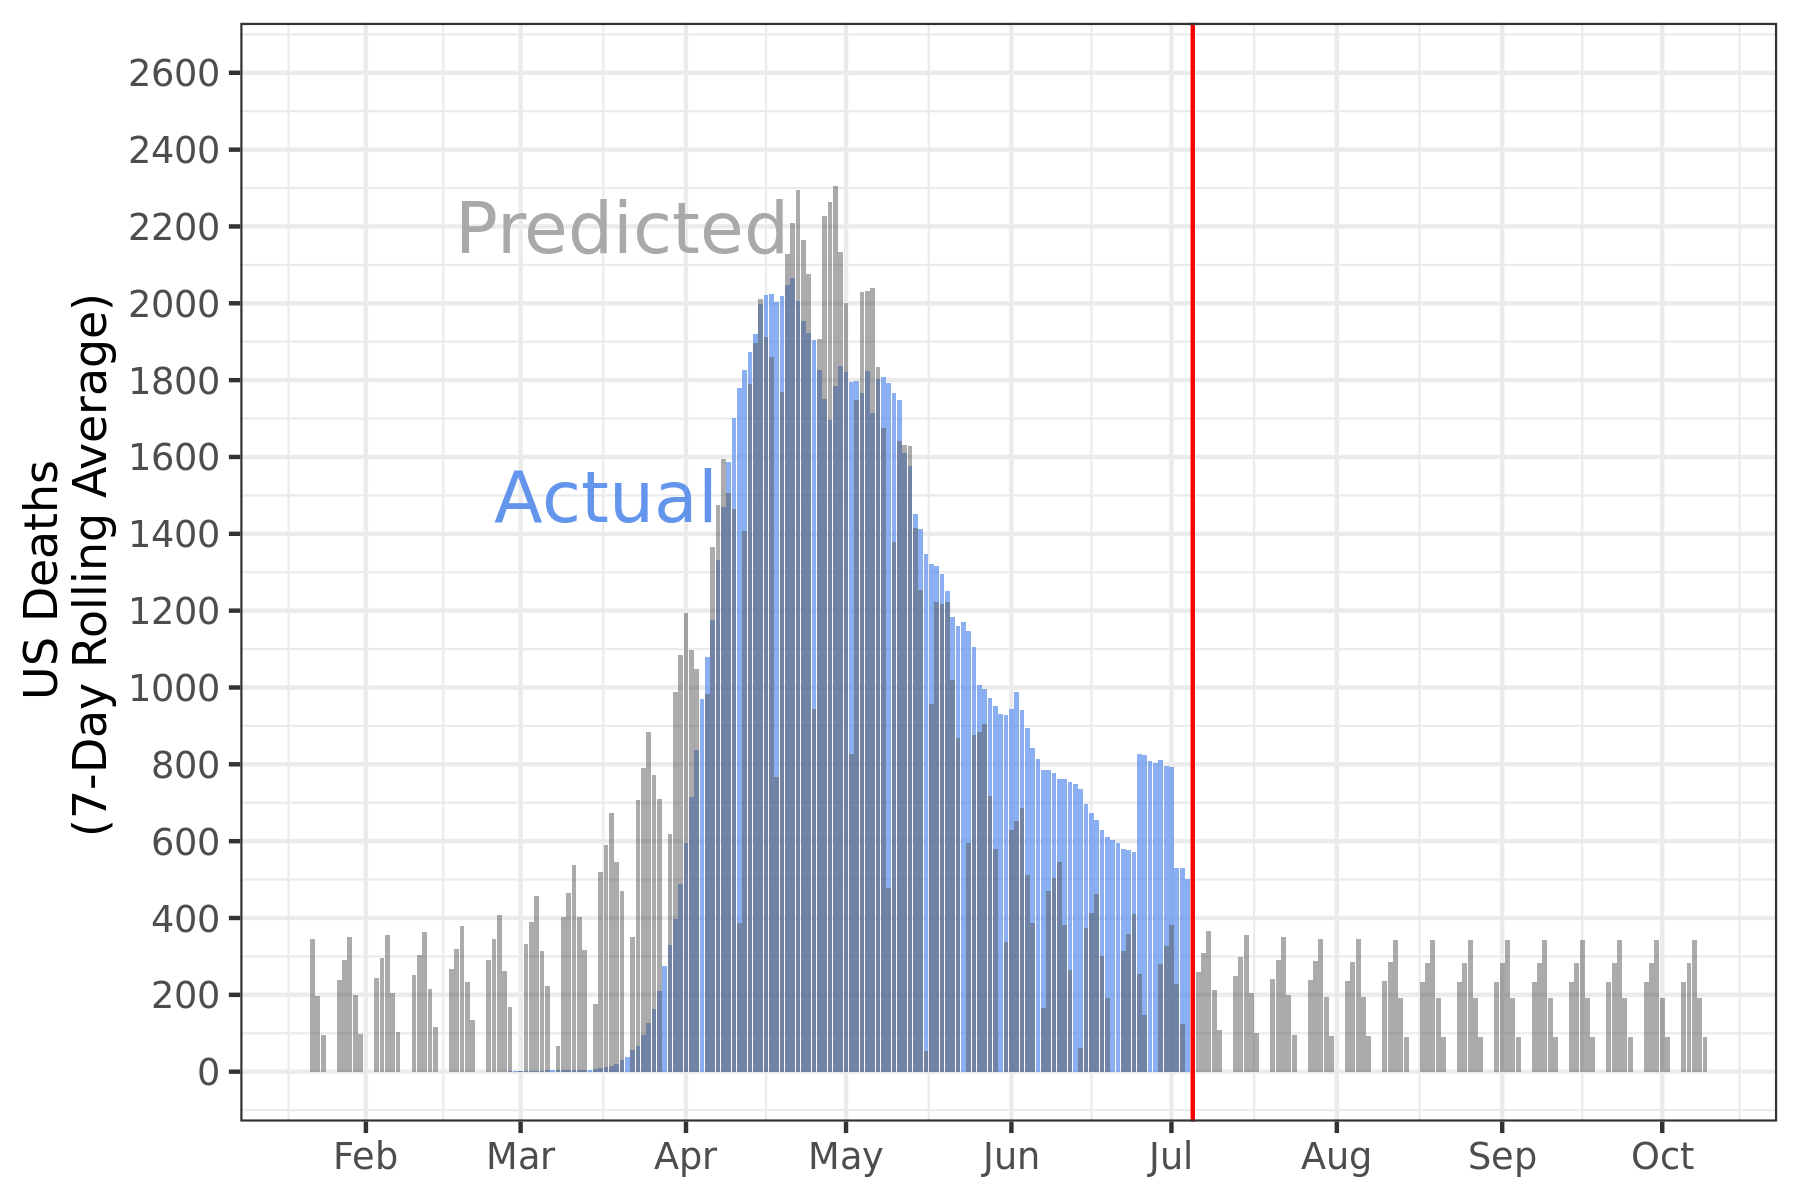 US Deaths
(7-Day Rolling Average)
2600
2400
2200
2000
1800
1600
1400
1200
1000
800
600
400
200
0
Predicted
Actual
Feb Mar Apr May Jun Jul Aug Sep Oct